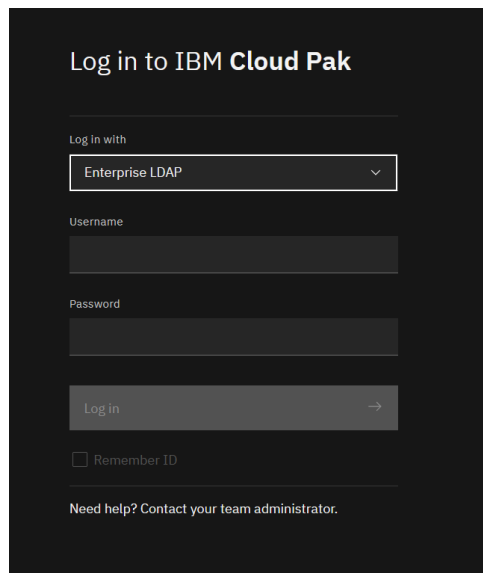 Log in to IBM Cloud Pak
Log in with
Enterprise LDAP
Username
Password
Log in
Remember ID
Need help? Contact your team administrator.